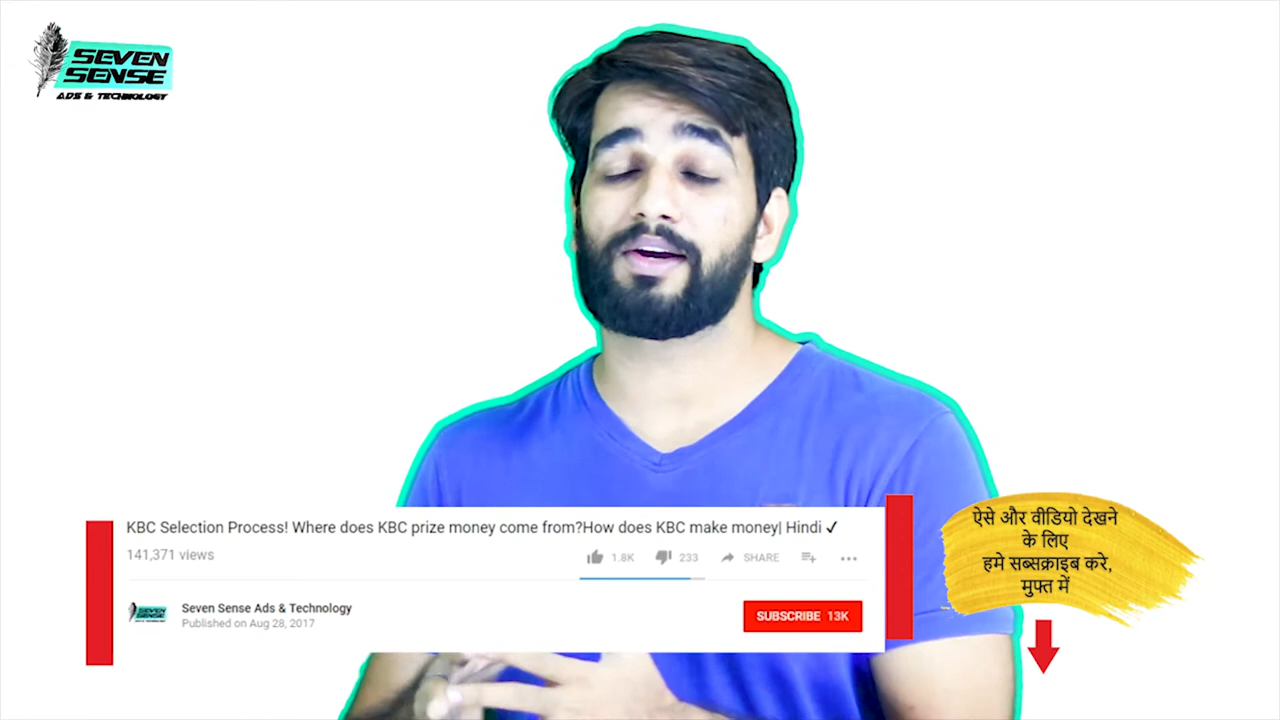 SEVEN
SENSE
ADS & TECHNOLOGY
KBC Selection Process! Where does KBC prize money come from?How does KBC make money| Hindi ✓
141,371 views
1.8K 233 SHARE
SEVEN
SENSE
Seven Sense Ads & Technology
Published on Aug 28, 2017
SUBSCRIBE 13K
ऐसे और वीडियो देखने
के लिए
हमे सब्सक्राइब करे,
मुफ्त में